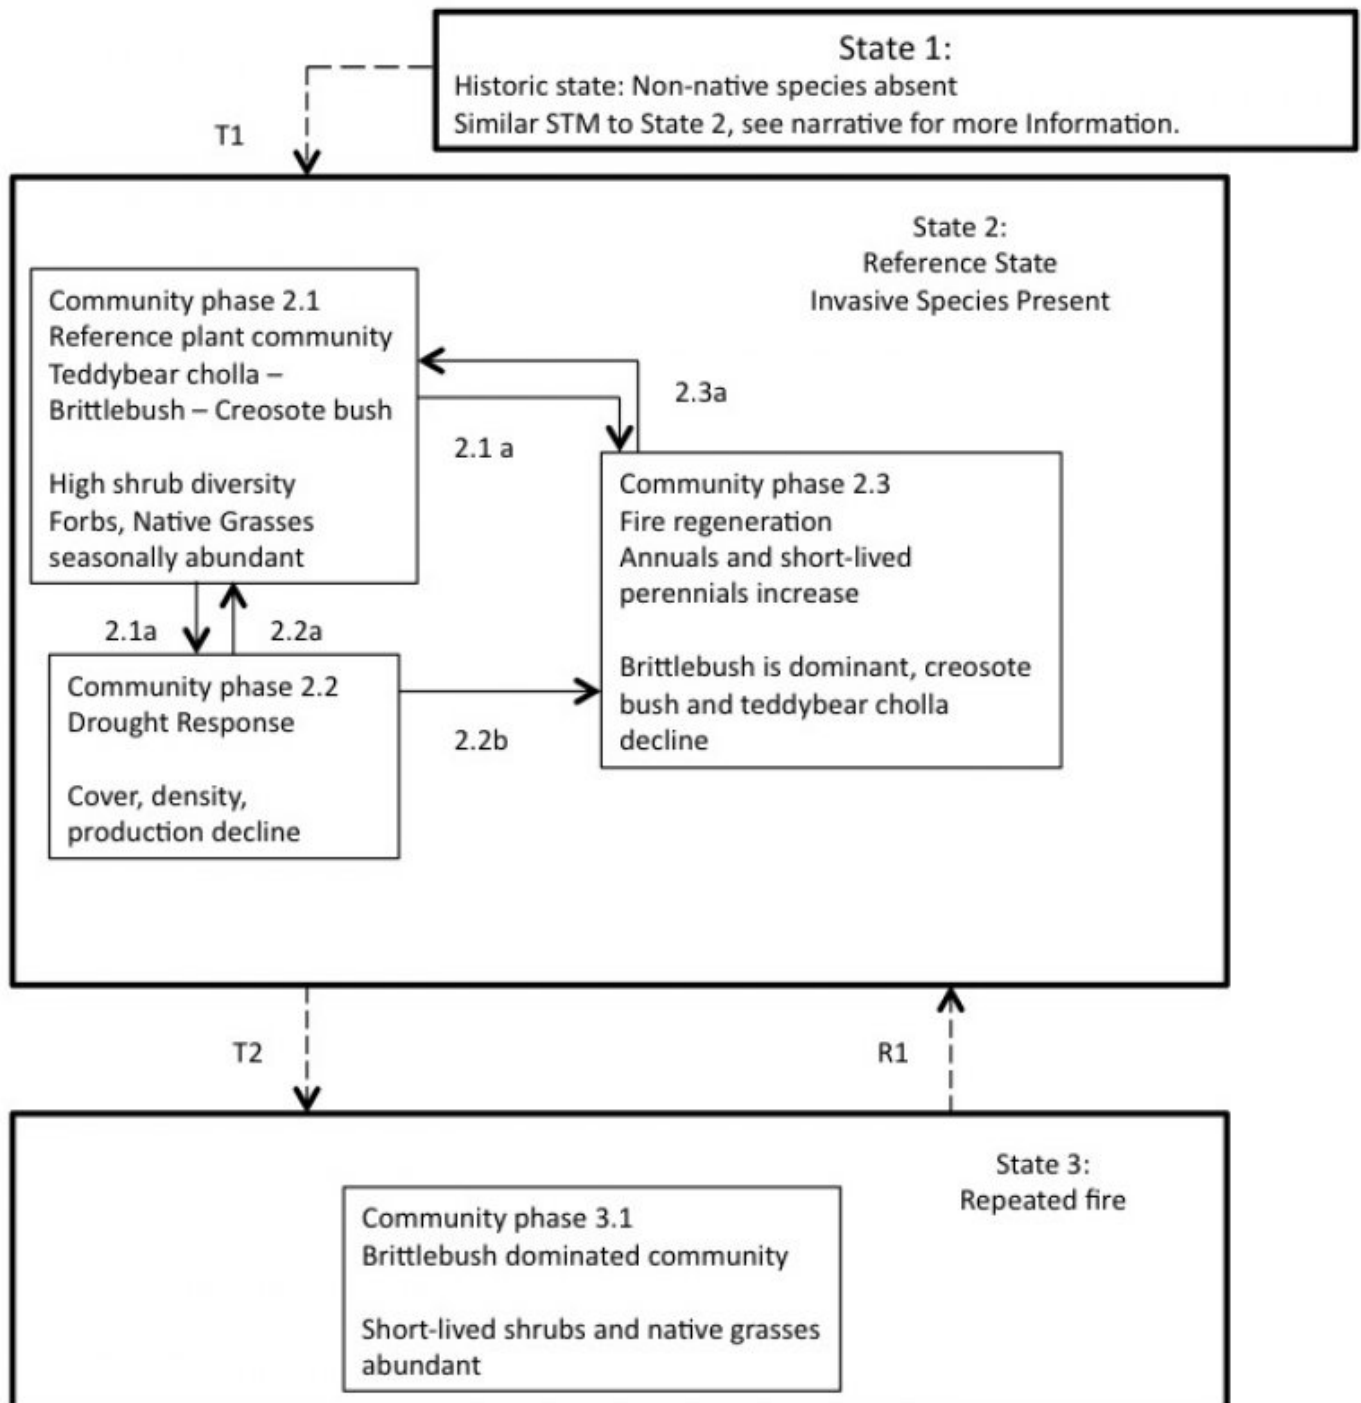 State 1:
Historic state: Non-native species absent
Similar STM to State 2, see narrative for more Information.
T1
State 2:
Reference State
Invasive Species Present
Community phase 2.1
Reference plant community
Teddybear cholla –
Brittlebush – Creosote bush
High shrub diversity
Forbs, Native Grasses
seasonally abundant
2.3a
2.1 a
Community phase 2.3
Fire regeneration
Annuals and short-lived
perennials increase
Brittlebush is dominant, creosote
bush and teddybear cholla
decline
2.1a
2.2a
Community phase 2.2
Drought Response
Cover, density,
production decline
2.2b
T2
R1
State 3:
Repeated fire
Community phase 3.1
Brittlebush dominated community
Short-lived shrubs and native grasses
abundant